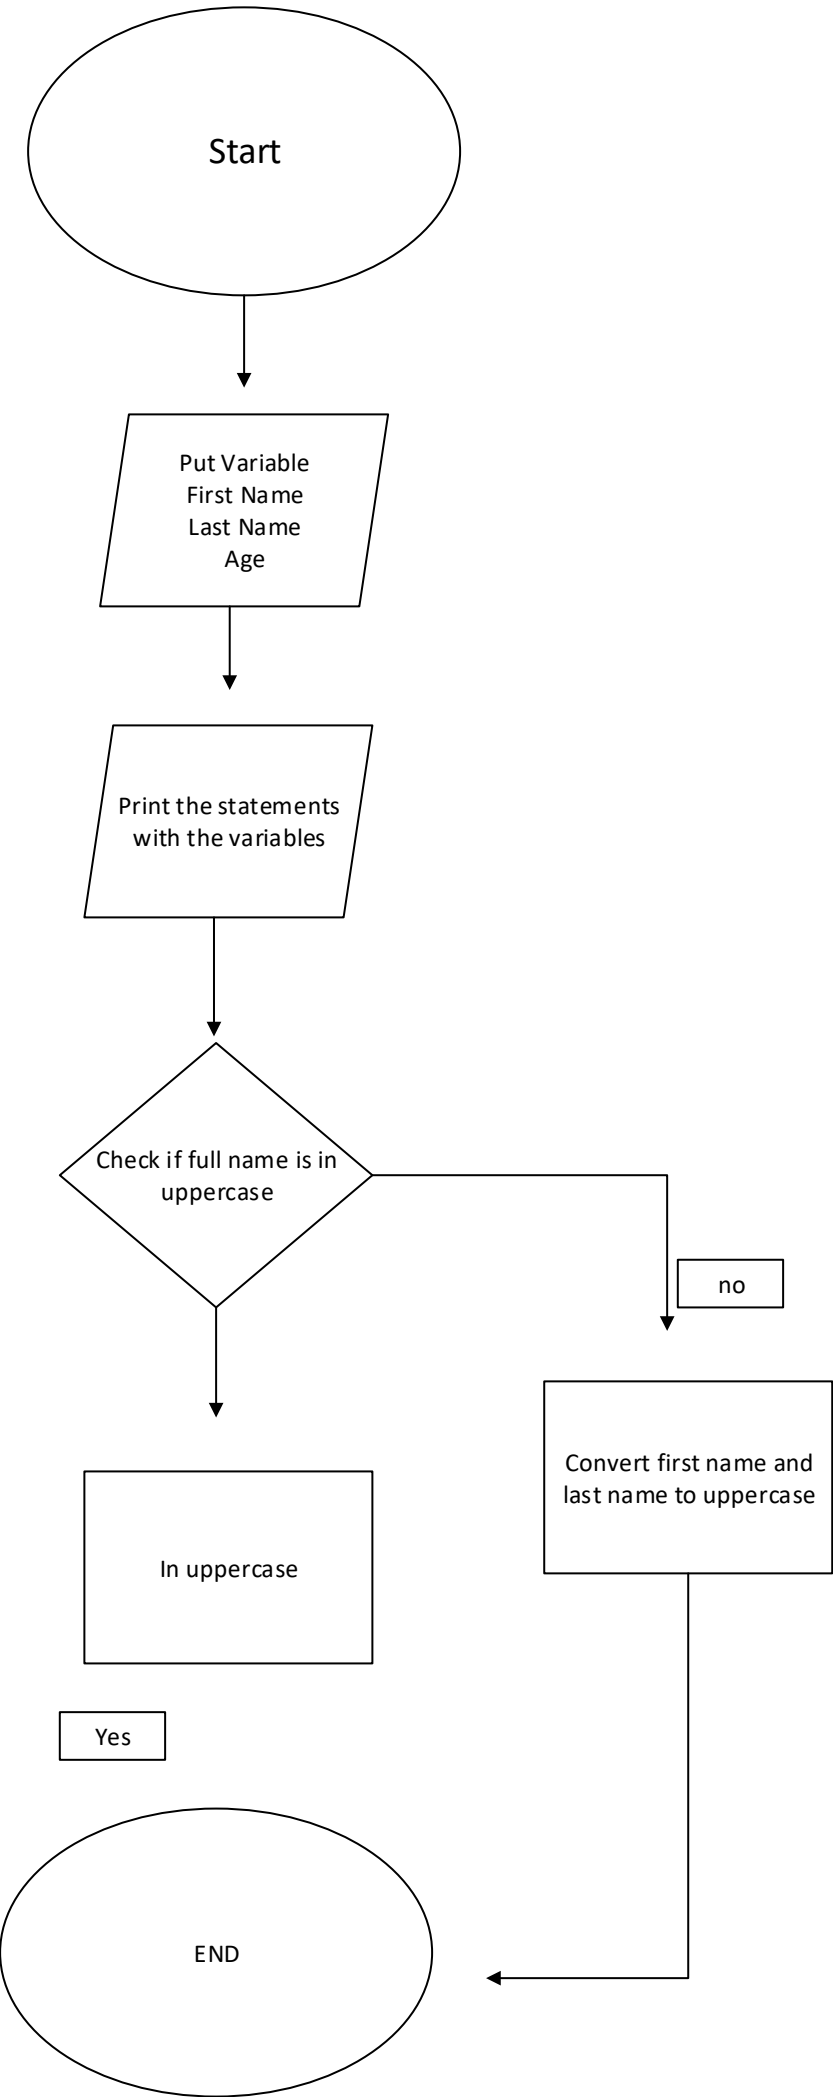 Start
Put Variable
First Name
Last Name
Age
Print the statements
with the variables
Check if full name is in
uppercase
no
Convert first name and
last name to uppercase
In uppercase
Yes
END